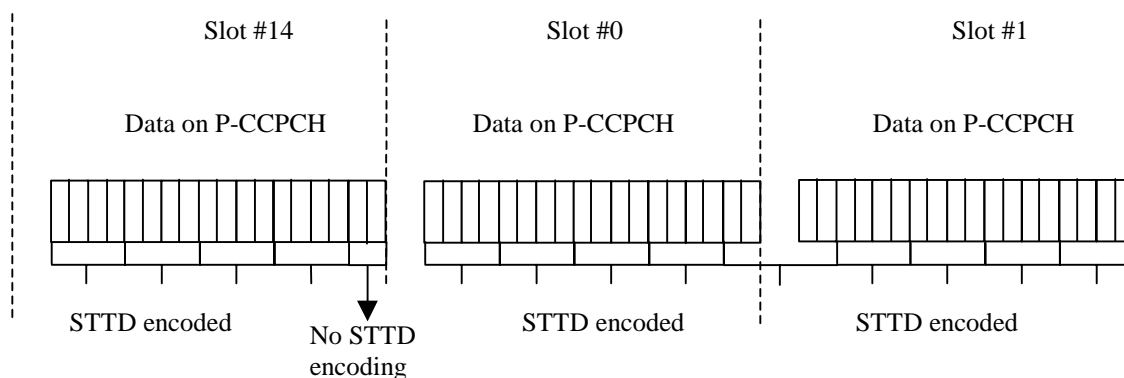 Slot #14
Slot #0
Slot #1
Data on P-CCPCH
Data on P-CCPCH
Data on P-CCPCH
STTD encoded
No STTD
encoding
STTD encoded
STTD encoded